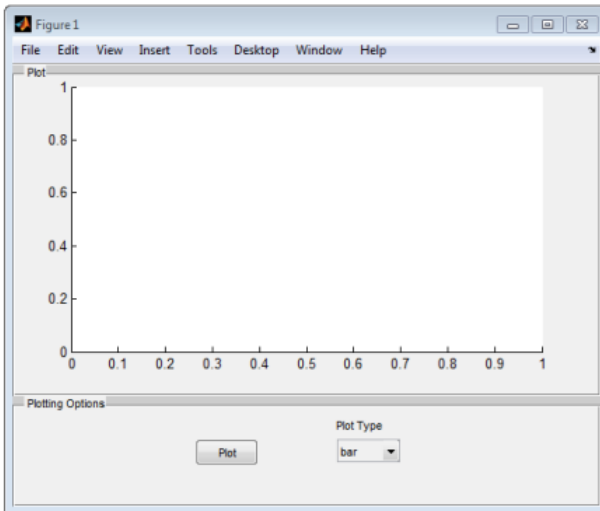 Figure 1
File Edit View Insert Tools Desktop Window Help
Plot
1
0.8
0.6
0.4
0.2
0
0 0.1 0.2 0.3 0.4 0.5 0.6 0.7 0.8 0.9 1
Plotting Options
Plot Type
Plot bar